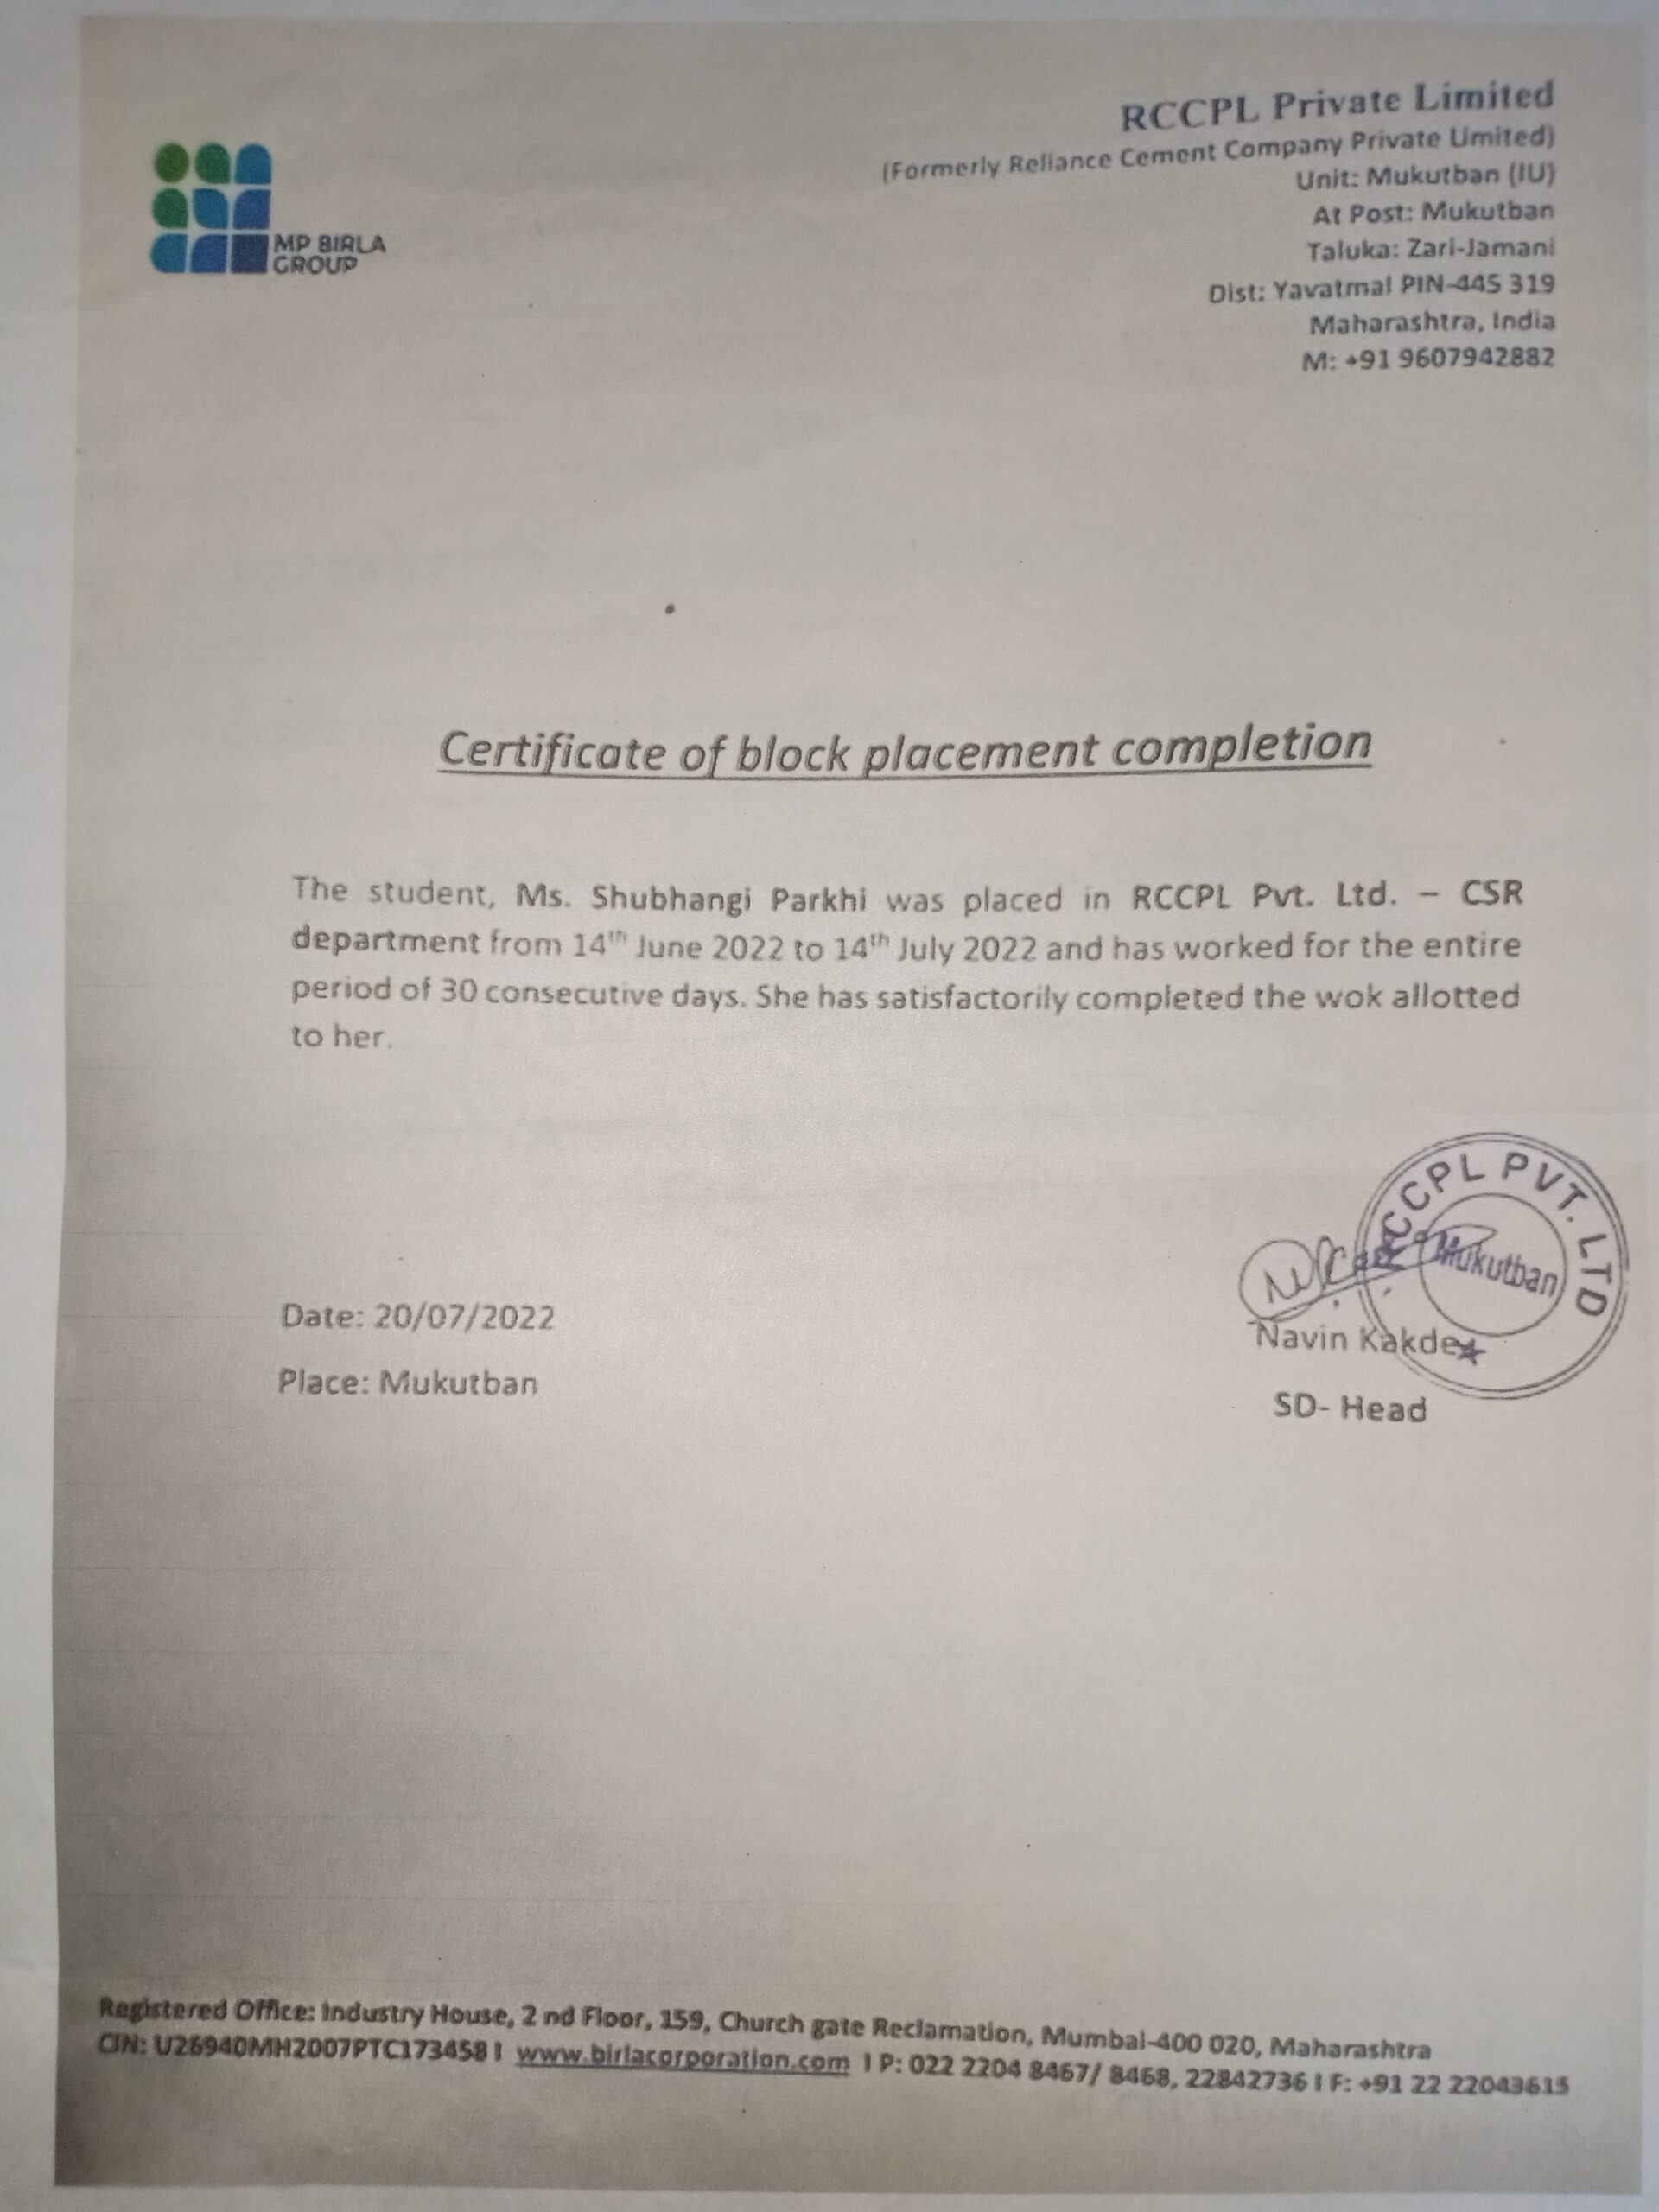 MP BIRLA
GROUP
RCCPL Private Limited
(Formerly Reliance Cement Company Private Limited)
Unit: Mukutban (IU)
At Post: Mukutban
Taluka: Zari-Jamani
Dist: Yavatmal PIN-445 319
Maharashtra, India
M: +91 9607942882
Certificate of block placement completion
The student, Ms. Shubhangi Parkhi was placed in RCCPL Pvt. Ltd. – CSR
department from 14th June 2022 to 14th July 2022 and has worked for the entire
period of 30 consecutive days. She has satisfactorily completed the wok allotted
to her.
RCCPL PVT. LTD
Mukutban
Date: 20/07/2022
Navin Kakde
Place: Mukutban
SD- Head
Registered Office: Industry House, 2 nd Floor, 159, Church gate Reclamation, Mumbai-400 020, Maharashtra
CIN: U26940MH2007PTC173458 I www.birlacorporation.com I P: 022 2204 8467/ 8468, 22842736 I F: +91 22 22043615